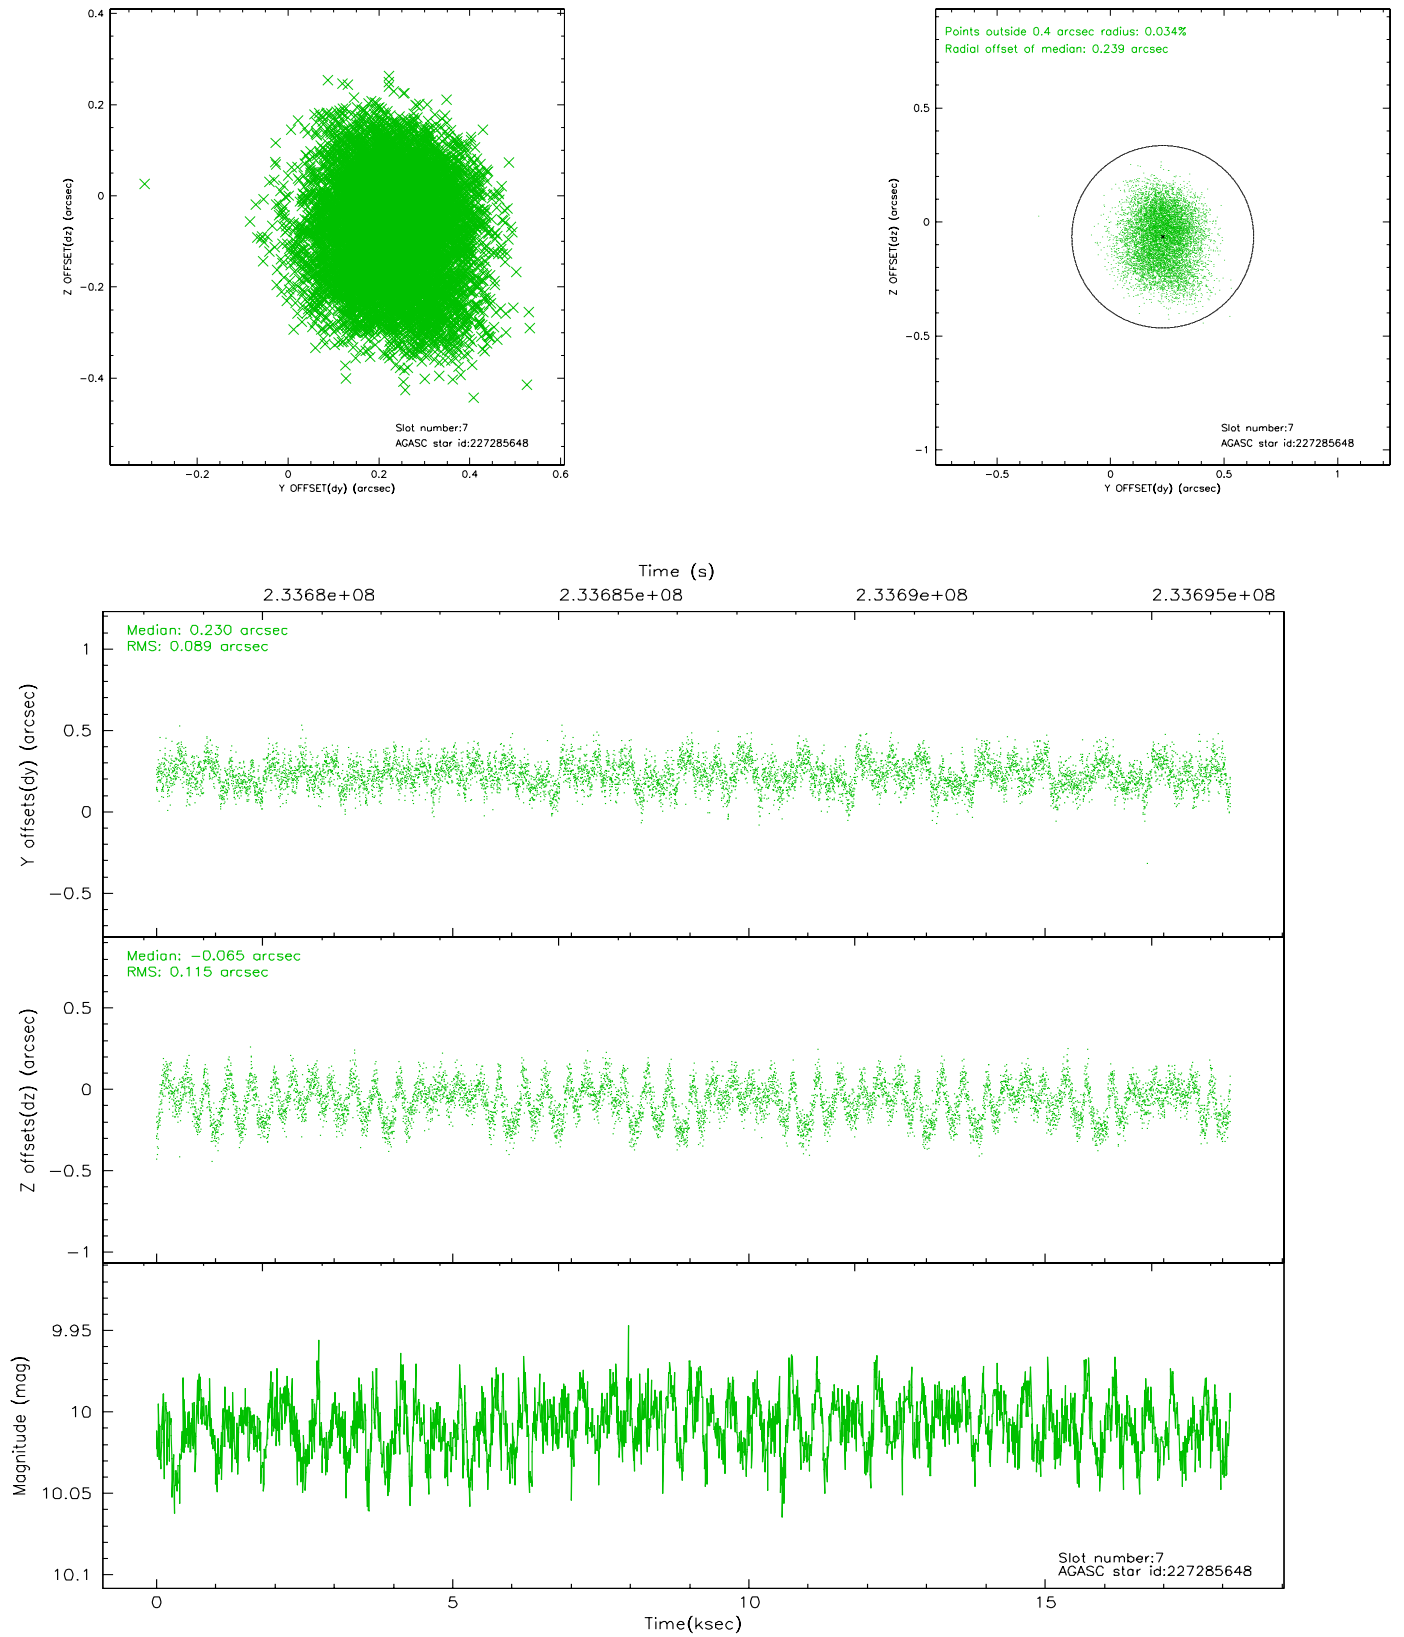 0.4
0.2
0
−0.2
−0.4
Z OFFSET(dz) (arcsec)
Slot number:7
AGASC star id:227285648
−0.2 0 0.2 0.4 0.6
Y OFFSET(dy) (arcsec)
Points outside 0.4 arcsec radius: 0.034%
Radial offset of median: 0.239 arcsec
0.5
0
−0.5
−1
Z OFFSET(dz) (arcsec)
Slot number:7
AGASC star id:227285648
−0.5 0 0.5 1
Y OFFSET(dy) (arcsec)
Time (s)
2.3368e+08 2.33685e+08 2.3369e+08 2.33695e+08
Median: 0.230 arcsec
RMS: 0.089 arcsec
1
0.5
0
−0.5
Y offsets(dy) (arcsec)
Median: −0.065 arcsec
RMS: 0.115 arcsec
0.5
0
−0.5
−1
Z offsets(dz) (arcsec)
9.95
10
10.05
10.1
Magnitude (mag)
Slot number:7
AGASC star id:227285648
0 5 10 15
Time(ksec)